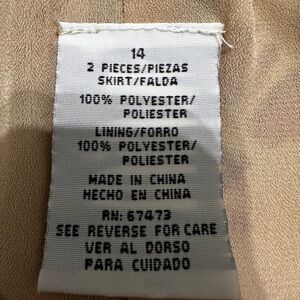 14
2 PIECES/PIEZAS
SKIRT/FALDA
100% POLYESTER/
POLIESTER
LINING/FORRO
100% POLYESTER/
POLIESTER
MADE IN CHINA
HECHO EN CHINA
RN: 67473
SEE REVERSE FOR CARE
VER AL DORSO
PARA CUIDADO